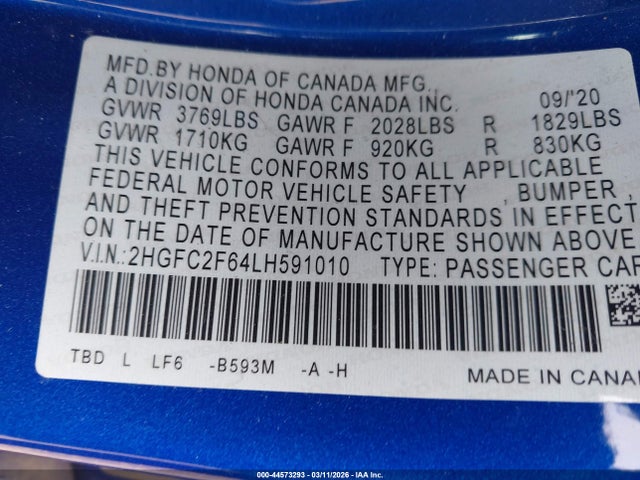 MFD.BY HONDA OF CANADA MFG.,
A DIVISION OF HONDA CANADA INC. 09/'20
GVWR 3769LBS GAWR F 2028LBS R 1829LBS
GVWR 1710KG GAWR F 920KG R 830KG
THIS VEHICLE CONFORMS TO ALL APPLICABLE
FEDERAL MOTOR VEHICLE SAFETY , BUMPER ,
AND THEFT PREVENTION STANDARDS IN EFFECT
ON THE DATE OF MANUFACTURE SHOWN ABOVE
V.I.N.:2HGFC2F64LH591010 TYPE: PASSENGER CAR
TBD L LF6 -B593M -A -H
MADE IN CANA
000-44573293 - 03/11/2026 - IAA Inc.